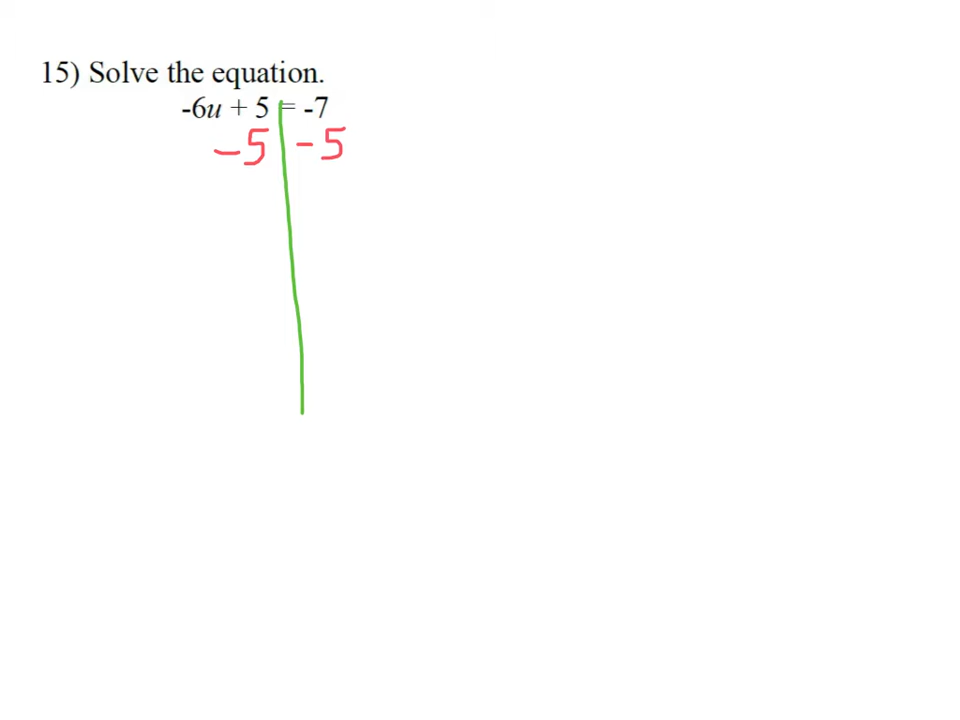 15) Solve the equation.
-6u + 5 = -7
-5 -5